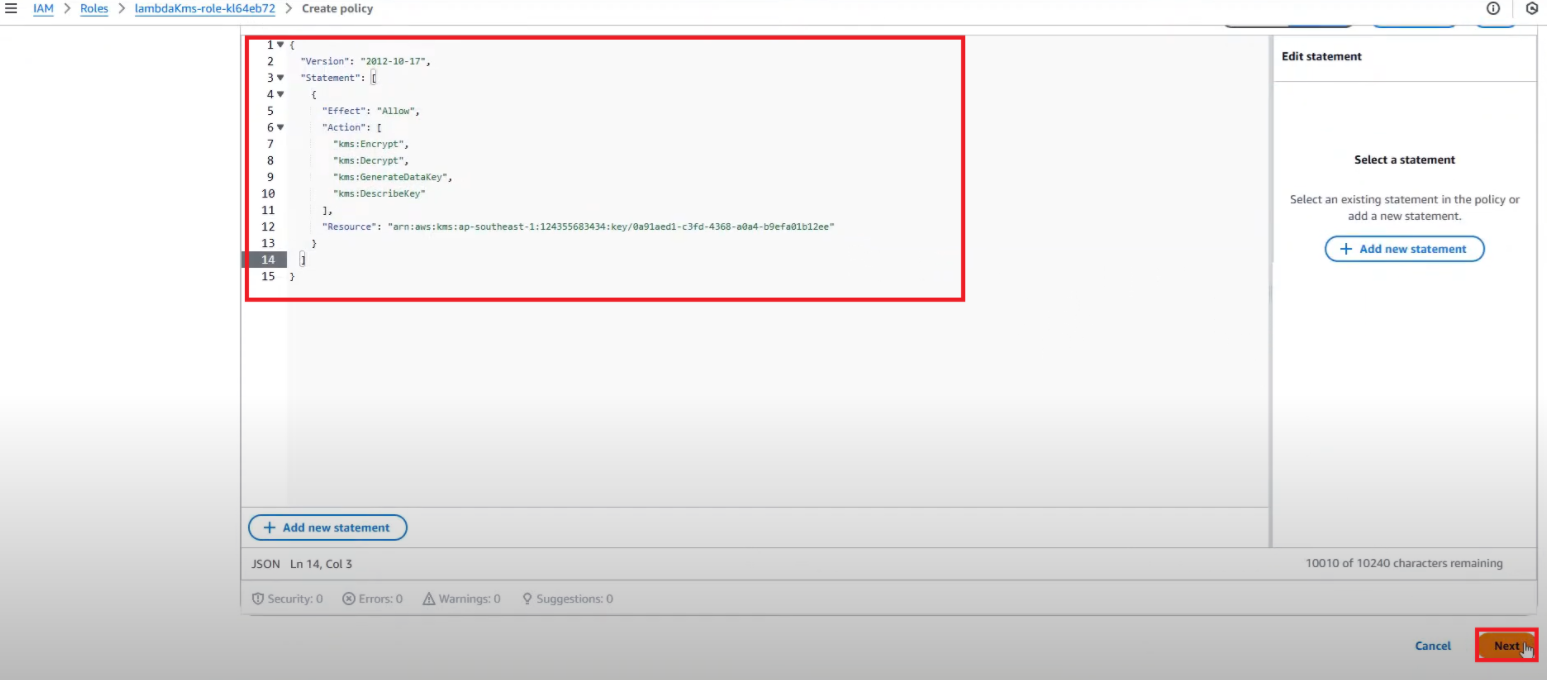 IAM > Roles > lambdaKms-role-kl64eb72 > Create policy
1 {
2 "Version": "2012-10-17",
3 "Statement": [
4 {
5 "Effect": "Allow",
6 "Action": [
7 "kms:Encrypt",
8 "kms:Decrypt",
9 "kms:GenerateDataKey",
10 "kms:DescribeKey"
11 ],
12 "Resource": "arn:aws:kms:ap-southeast-1:124355683434:key/0a91aed1-c3fd-4368-a0a4-b9efa01b12ee"
13 }
14 ]
15 }
+ Add new statement
JSON Ln 14, Col 3
10010 of 10240 characters remaining
Security: 0 Errors: 0 Warnings: 0 Suggestions: 0
Edit statement
Select a statement
Select an existing statement in the policy or
add a new statement.
+ Add new statement
Cancel
Next